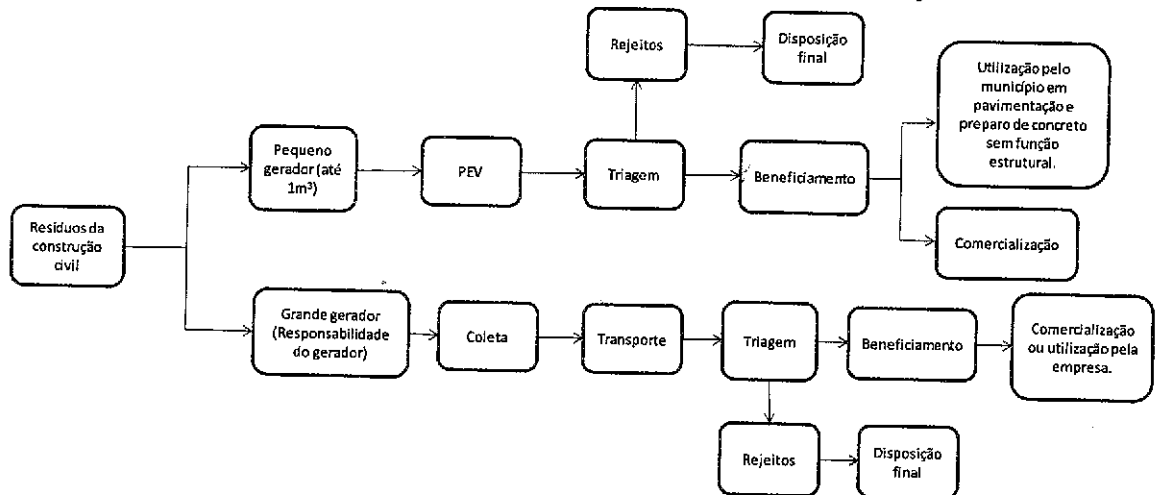 Rejeitos
Disposição
final
Utilização pelo
município em
pavimentação e
preparo de concreto
sem função
estrutural.
Pequeno
gerador (até
1m³)
PEV
Triagem
Beneficiamento
Comercialização
Resíduos da
construção
civil
Grande gerador
(Responsabilidade
do gerador)
Coleta
Transporte
Triagem
Beneficiamento
Comercialização
ou utilização pela
empresa.
Rejeitos
Disposição
final